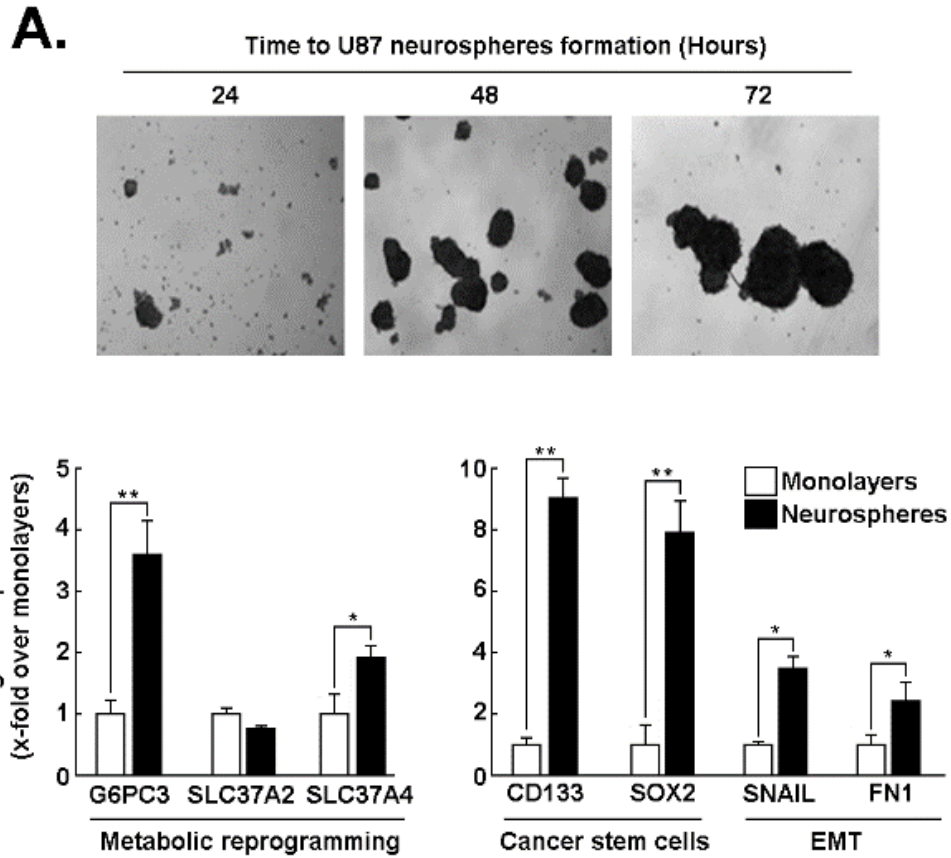 A.
Time to U87 neurospheres formation (Hours)
24 48 72
(x-fold over monolayers)
5
4
3
2
1
0
** *
G6PC3 SLC37A2 SLC37A4
Metabolic reprogramming
10
8
6
4
2
0
** ** * *
Monolayers
Neurospheres
CD133 SOX2 SNAIL FN1
Cancer stem cells EMT